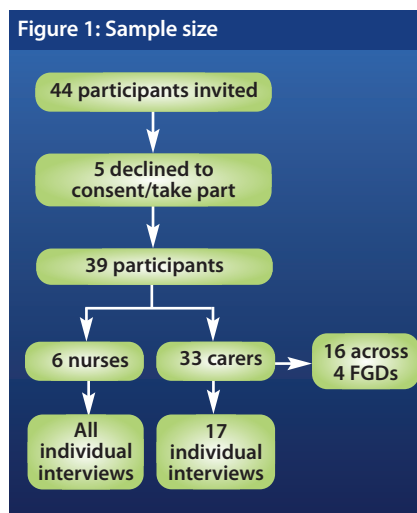 Figure 1: Sample size
44 participants invited
5 declined to
consent/take part
39 participants
6 nurses
33 carers
16 across
4 FGDs
All
individual
interviews
17
individual
interviews